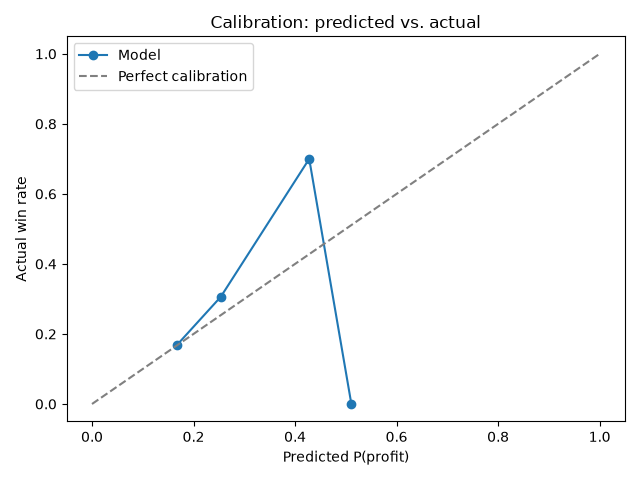 Calibration: predicted vs. actual
Model
Perfect calibration
Actual win rate
1.0
0.8
0.6
0.4
0.2
0.0
0.0 0.2 0.4 0.6 0.8 1.0
Predicted P(profit)